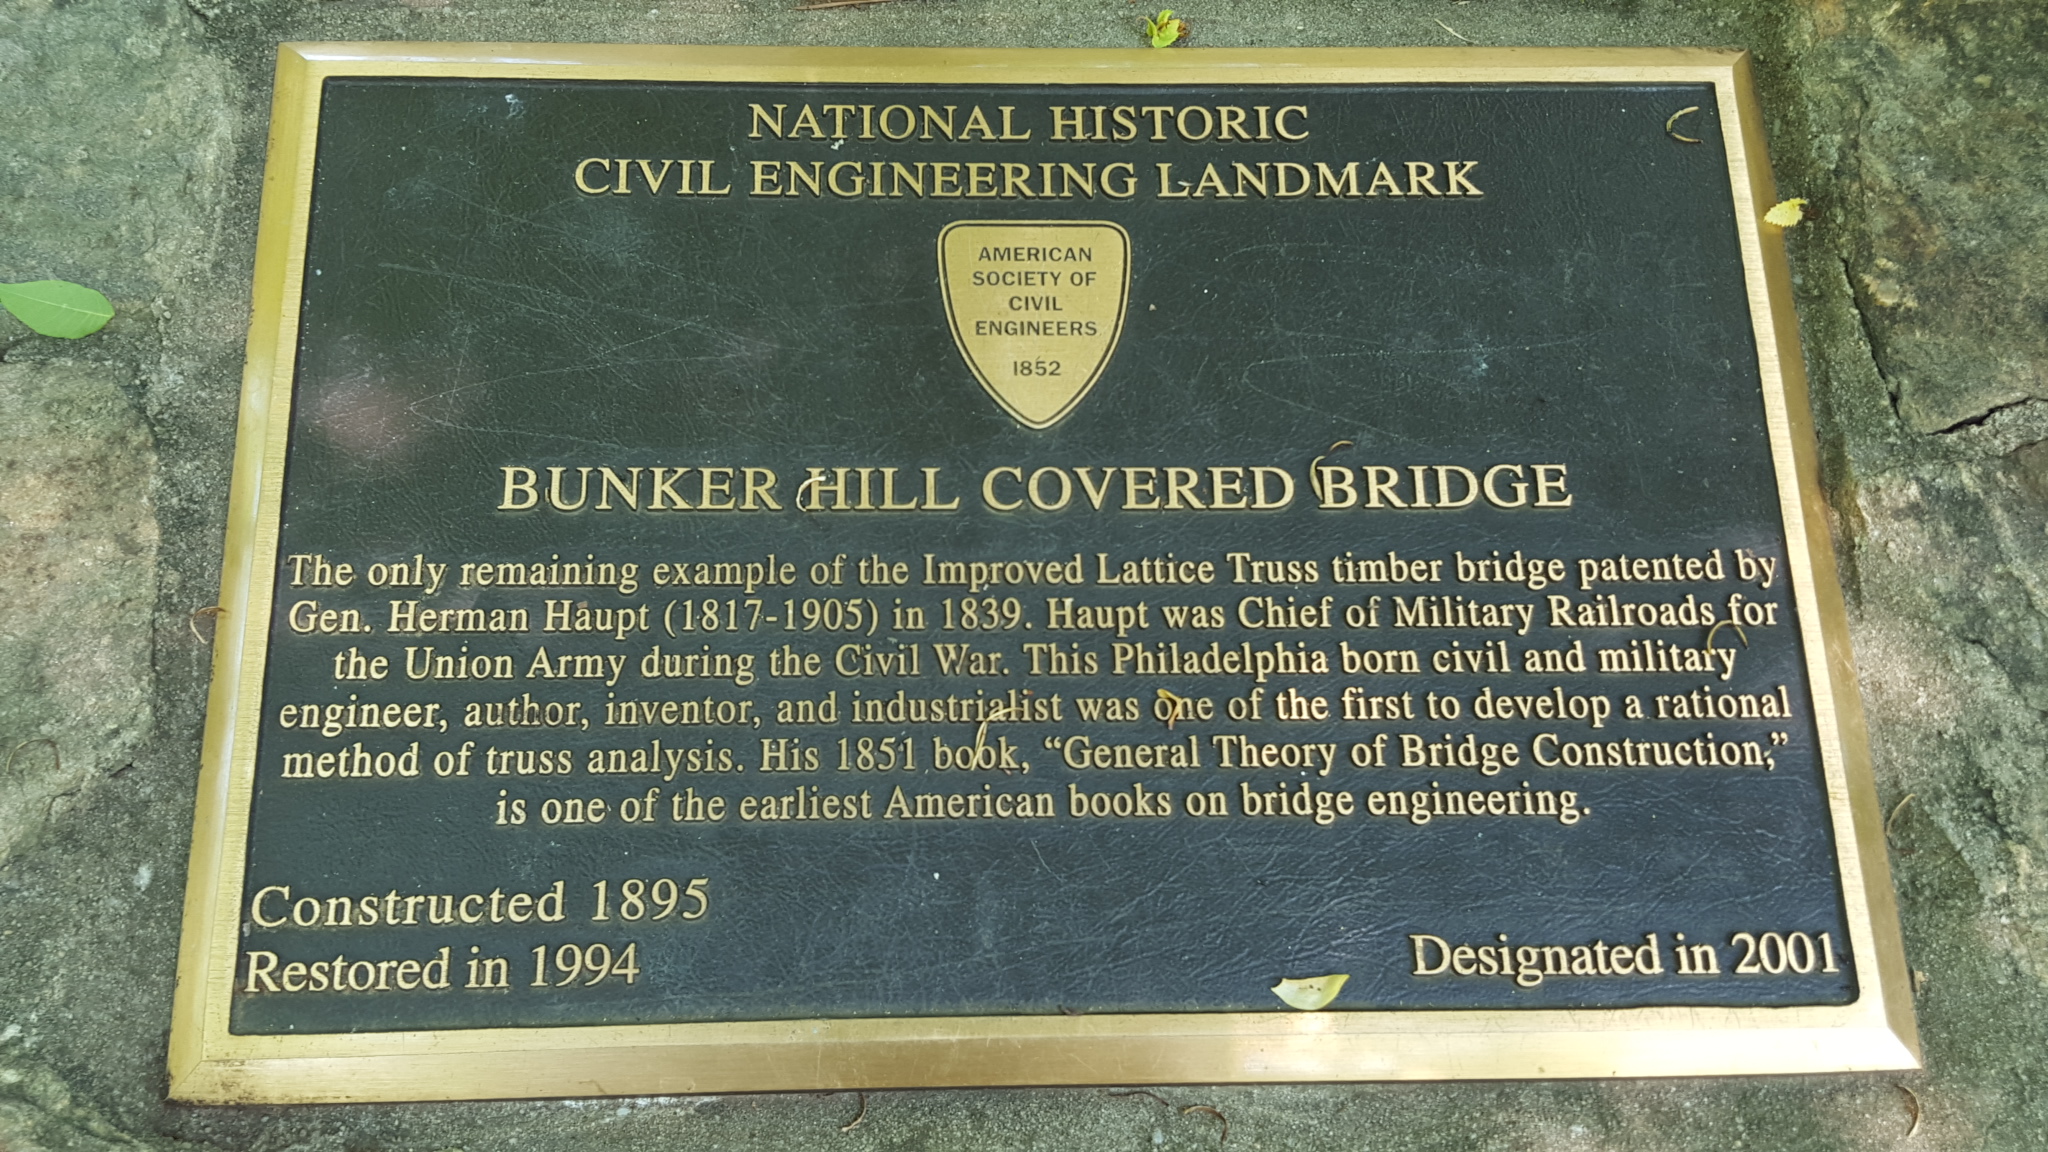 NATIONAL HISTORIC
CIVIL ENGINEERING LANDMARK
AMERICAN
SOCIETY OF
CIVIL
ENGINEERS
1852
BUNKER HILL COVERED BRIDGE
The only remaining example of the Improved Lattice Truss timber bridge patented by
Gen. Herman Haupt (1817-1905) in 1839. Haupt was Chief of Military Railroads for
the Union Army during the Civil War. This Philadelphia born civil and military
engineer, author, inventor, and industrialist was one of the first to develop a rational
method of truss analysis. His 1851 book, “General Theory of Bridge Construction,”
is one of the earliest American books on bridge engineering.
Constructed 1895
Restored in 1994
Designated in 2001